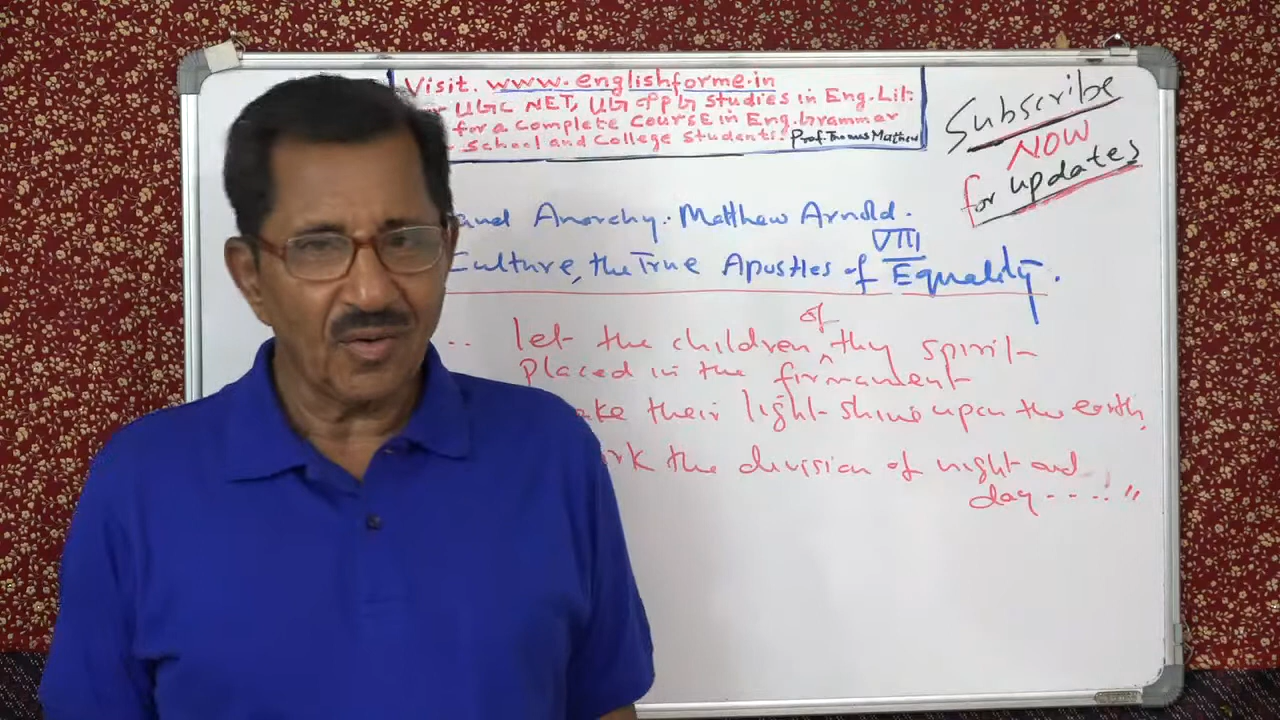 Visit. www.englishforme.in
UGC NET, UG & PG Studies in Eng. Lit:
for a Complete Course in Eng. Grammar
School and College Students. Prof. Thomas Mathew
Subscribe
NOW
for updates
and Anarchy. Matthew Arnold.
VIII
Culture, the True Apostles of Equality.
.. let the children of thy spirit
placed in the firmament
ake their light shine upon the earth,
rk the division of night and
day - - ..! "